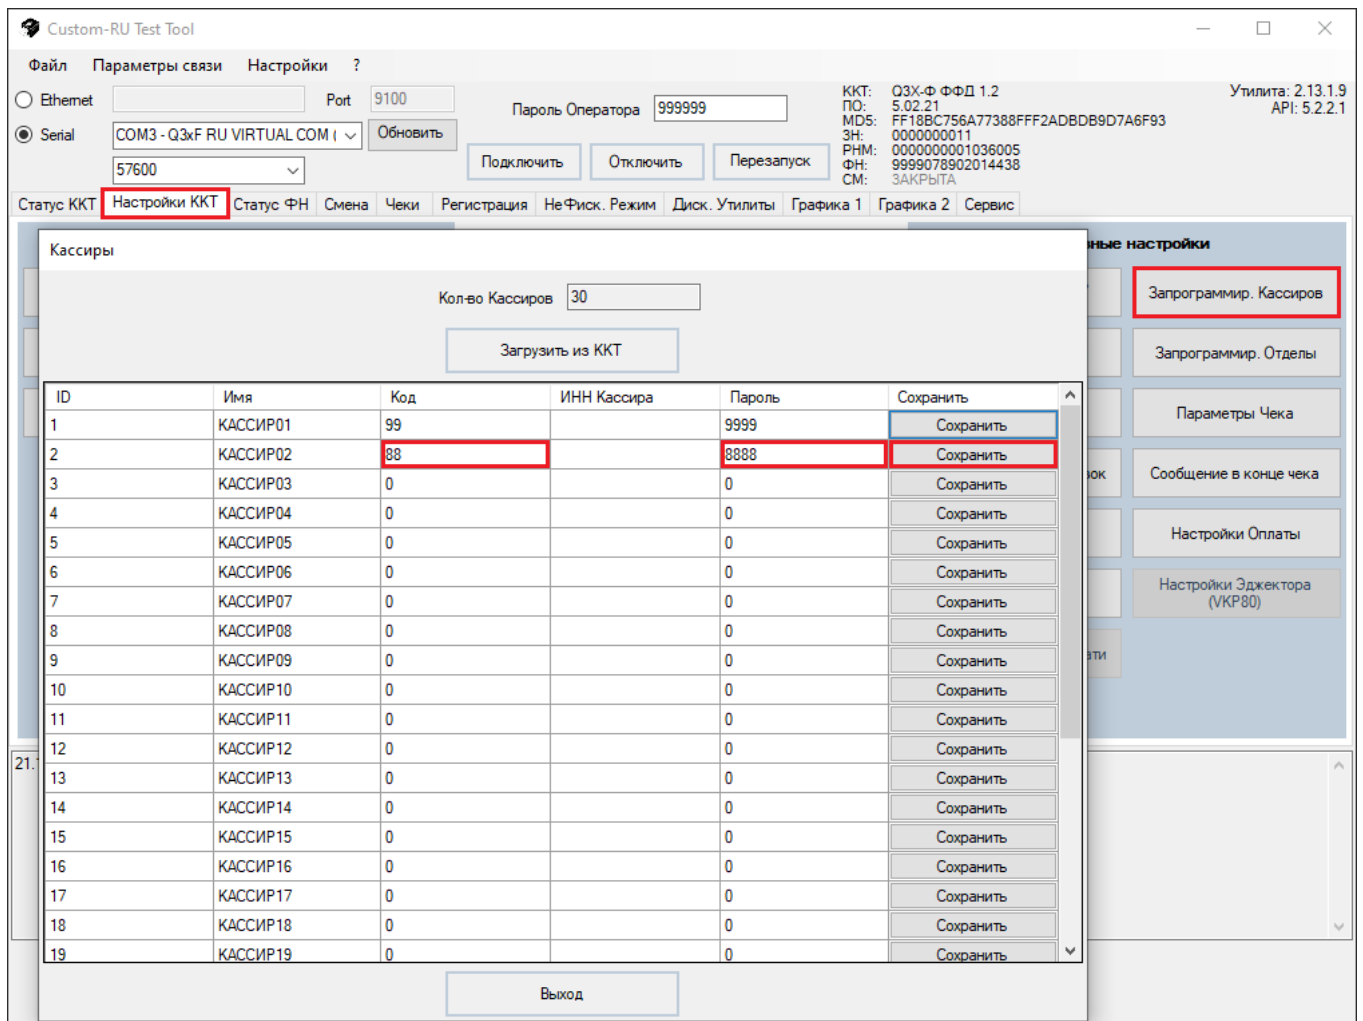 Custom-RU Test Tool
Файл Параметры связи Настройки ?
Ethernet Port 9100
Serial COM3 - Q3xF RU VIRTUAL COM ( Обновить
57600
Пароль Оператора 999999
Подключить Отключить Перезапуск
ККТ: Q3X-Ф ФФД 1.2
ПО: 5.02.21
MD5: FF18BC756A77388FFF2ADBDB9D7A6F93
ЗН: 0000000011
РНМ: 0000000001036005
ФН: 9999078902014438
СМ: ЗАКРЫТА
Утилита: 2.13.1.9
API: 5.2.2.1
Статус ККТ Настройки ККТ Статус ФН Смена Чеки Регистрация НеФиск. Режим Диск. Утилиты Графика 1 Графика 2 Сервис
Кассиры
Кол-во Кассиров 30
Загрузить из ККТ
ID Имя Код ИНН Кассира Пароль Сохранить
1 КАССИР01 99 9999 Сохранить
2 КАССИР02 88 8888 Сохранить
3 КАССИР03 0 0 Сохранить
4 КАССИР04 0 0 Сохранить
5 КАССИР05 0 0 Сохранить
6 КАССИР06 0 0 Сохранить
7 КАССИР07 0 0 Сохранить
8 КАССИР08 0 0 Сохранить
9 КАССИР09 0 0 Сохранить
10 КАССИР10 0 0 Сохранить
11 КАССИР11 0 0 Сохранить
12 КАССИР12 0 0 Сохранить
13 КАССИР13 0 0 Сохранить
14 КАССИР14 0 0 Сохранить
15 КАССИР15 0 0 Сохранить
16 КАССИР16 0 0 Сохранить
17 КАССИР17 0 0 Сохранить
18 КАССИР18 0 0 Сохранить
19 КАССИР19 0 0 Сохранить
Выход
настройки
Запрограммир. Кассиров
Запрограммир. Отделы
Параметры Чека
Сообщение в конце чека
Настройки Оплаты
Настройки Эджектора
(VKP80)
21.